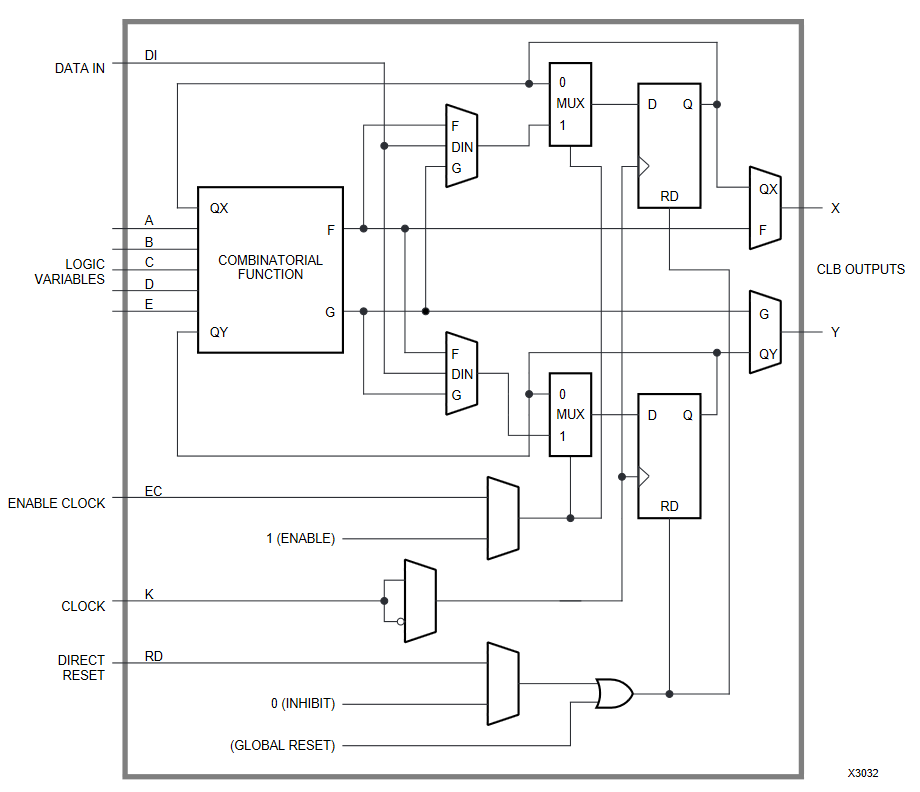 DI
DATA IN
0
MUX
1
F
DIN
G
D
Q
RD
QX
F
X
QX
A
B
C
D
E
QY
LOGIC
VARIABLES
COMBINATORIAL
FUNCTION
F
G
CLB OUTPUTS
G
QY
Y
F
DIN
G
0
MUX
1
D
Q
RD
ENABLE CLOCK
EC
1 (ENABLE)
CLOCK
K
DIRECT
RESET
RD
0 (INHIBIT)
(GLOBAL RESET)
X3032